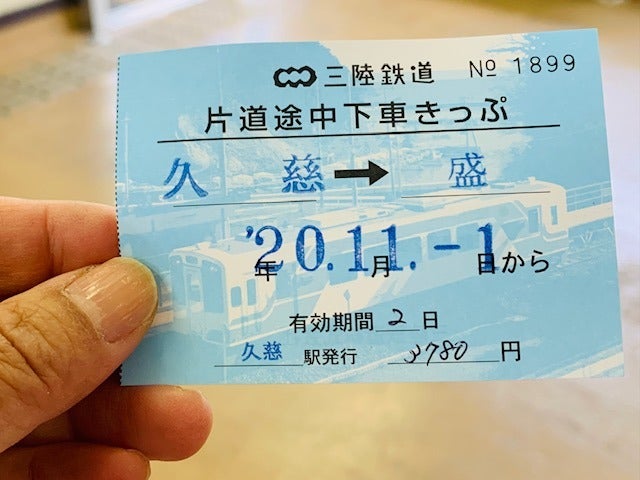 三陸鉄道 № 1899
片道途中下車きっぷ
久慈→盛
'20.11.-1
年 月 日から
有効期間 2 日
久慈 駅発行 3780 円